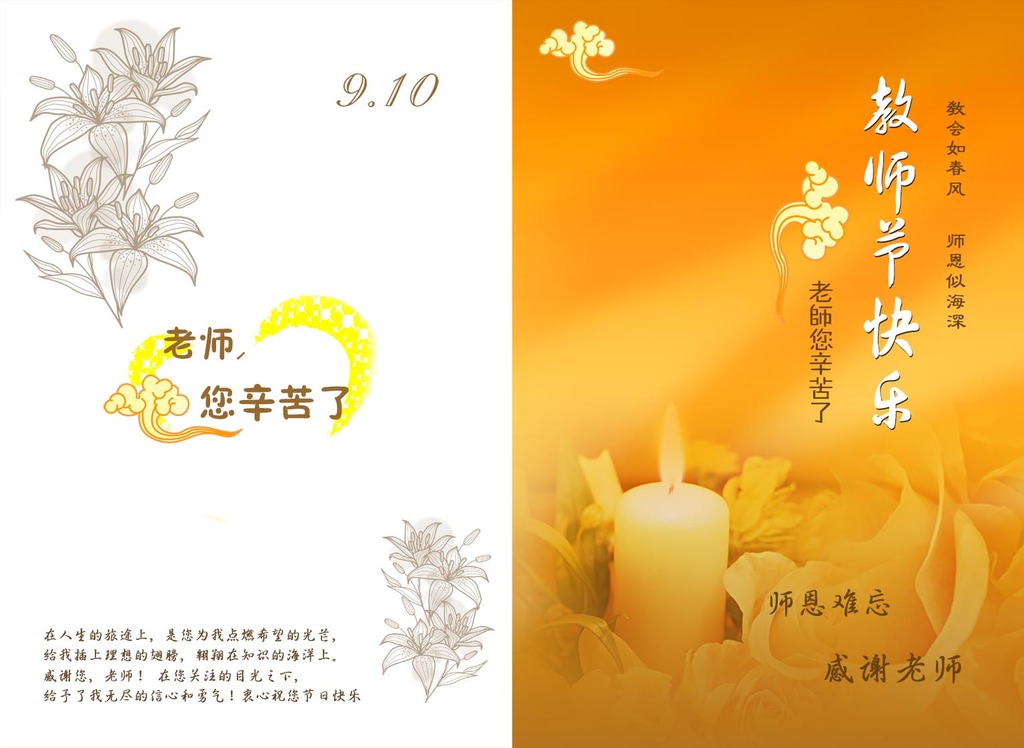 9.10
老师,
您辛苦了
在人生的旅途上，是您为我点燃希望的光芒，
给我插上理想的翅膀，翱翔在知识的海洋上。
感谢您，老师！在您关注的目光之下，
给予了我无尽的信心和勇气！衷心祝您节日快乐
教师节快乐
教会如春风 师恩似海深
老師您辛苦了
师恩难忘
感谢老师